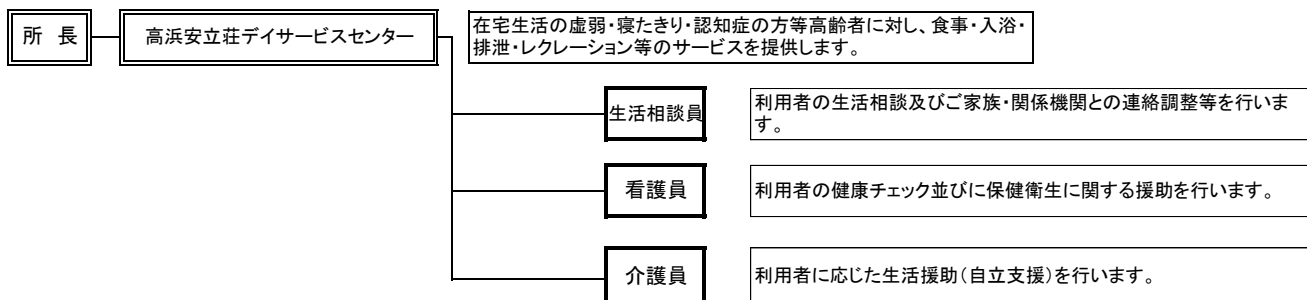 所　長
高浜安立荘デイサービスセンター
在宅生活の虚弱・寝たきり・認知症の方等高齢者に対し、食事・入浴・
排泄・レクレーション等のサービスを提供します。
生活相談員
利用者の生活相談及びご家族・関係機関との連絡調整等を行いま
す。
看護員
利用者の健康チェック並びに保健衛生に関する援助を行います。
介護員
利用者に応じた生活援助（自立支援）を行います。